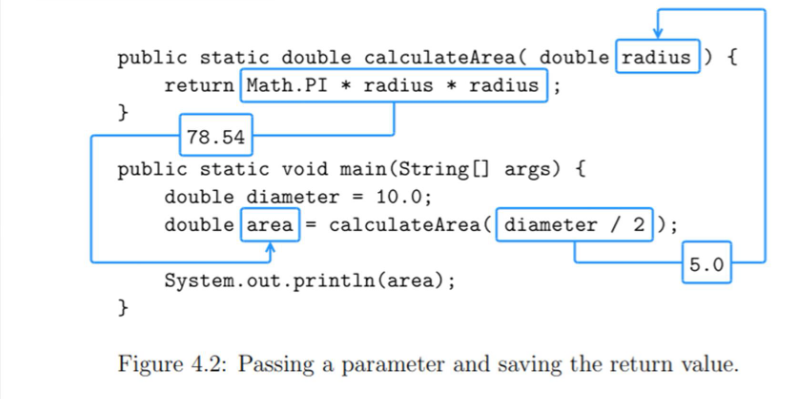 public static double calculateArea( double radius ) {
return Math.PI * radius * radius ;
}
78.54
public static void main(String[] args) {
double diameter = 10.0;
double area = calculateArea( diameter / 2 );
5.0
System.out.println(area);
}
Figure 4.2: Passing a parameter and saving the return value.